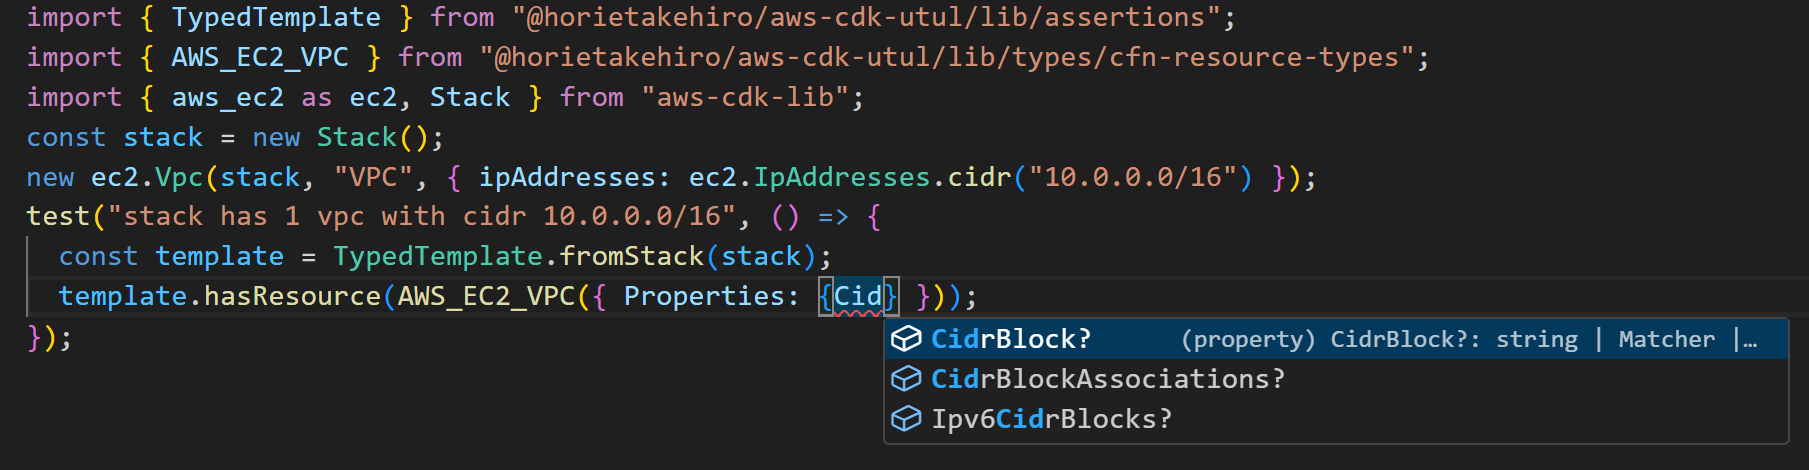 import { TypedTemplate } from "@horietakehiro/aws-cdk-utul/lib/assertions";
import { AWS_EC2_VPC } from "@horietakehiro/aws-cdk-utul/lib/types/cfn-resource-types";
import { aws_ec2 as ec2, Stack } from "aws-cdk-lib";
const stack = new Stack();
new ec2.Vpc(stack, "VPC", { ipAddresses: ec2.IpAddresses.cidr("10.0.0.0/16") });
test("stack has 1 vpc with cidr 10.0.0.0/16", () => {
  const template = TypedTemplate.fromStack(stack);
  template.hasResource(AWS_EC2_VPC({ Properties: {Cid} }));
});
CidrBlock? (property) CidrBlock?: string | Matcher |…
CidrBlockAssociations?
Ipv6CidrBlocks?